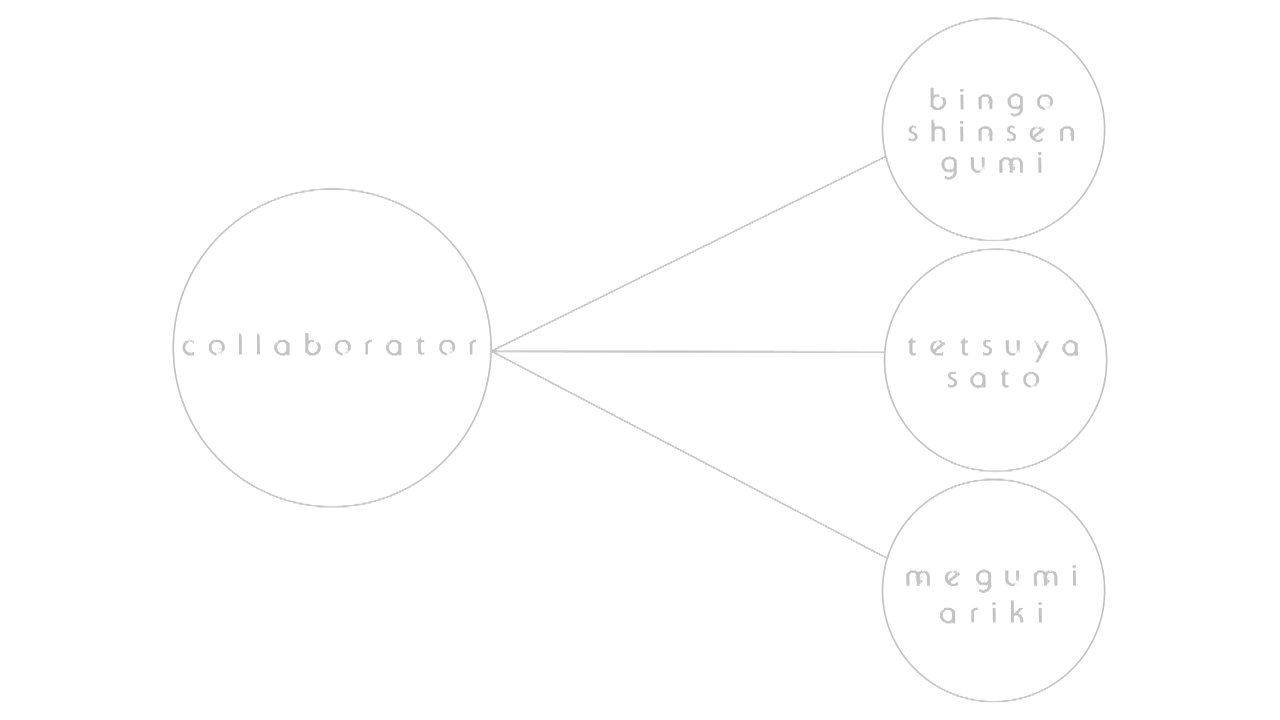 bingo
shinsen
gumi
collaborator
tetsuya
sato
megumi
ariki